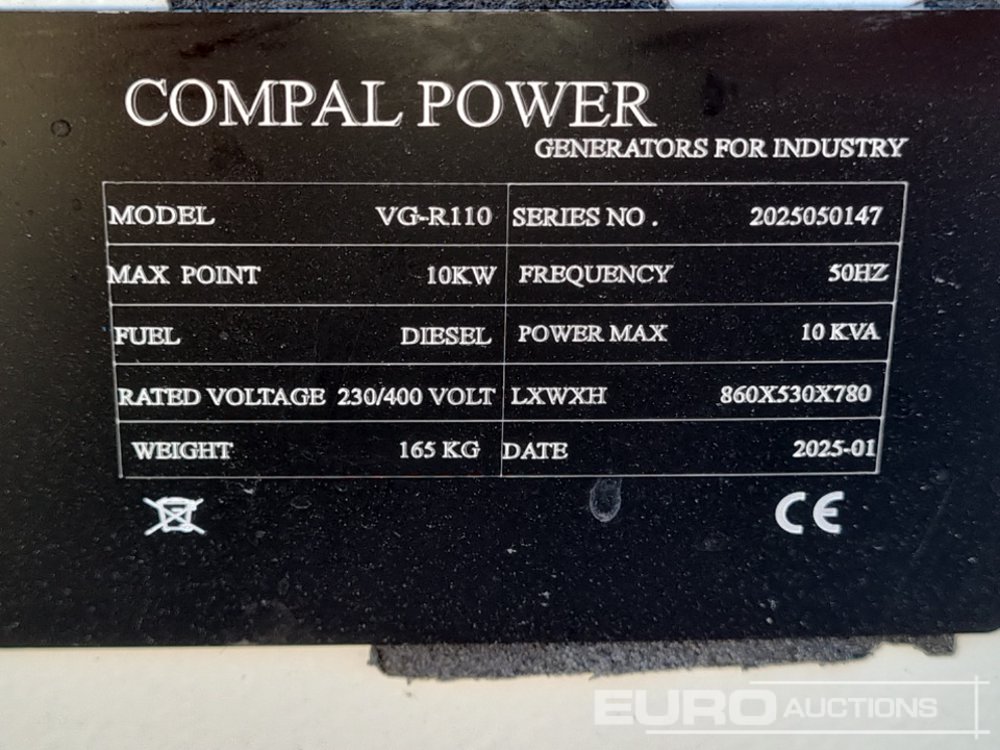 COMPAL POWER
GENERATORS FOR INDUSTRY
MODEL VG-R110 SERIES NO . 2025050147
MAX POINT 10KW FREQUENCY 50HZ
FUEL DIESEL POWER MAX 10 KVA
RATED VOLTAGE 230/400 VOLT LXWXH 860X530X780
WEIGHT 165 KG DATE 2025-01
CE
EURO AUCTIONS